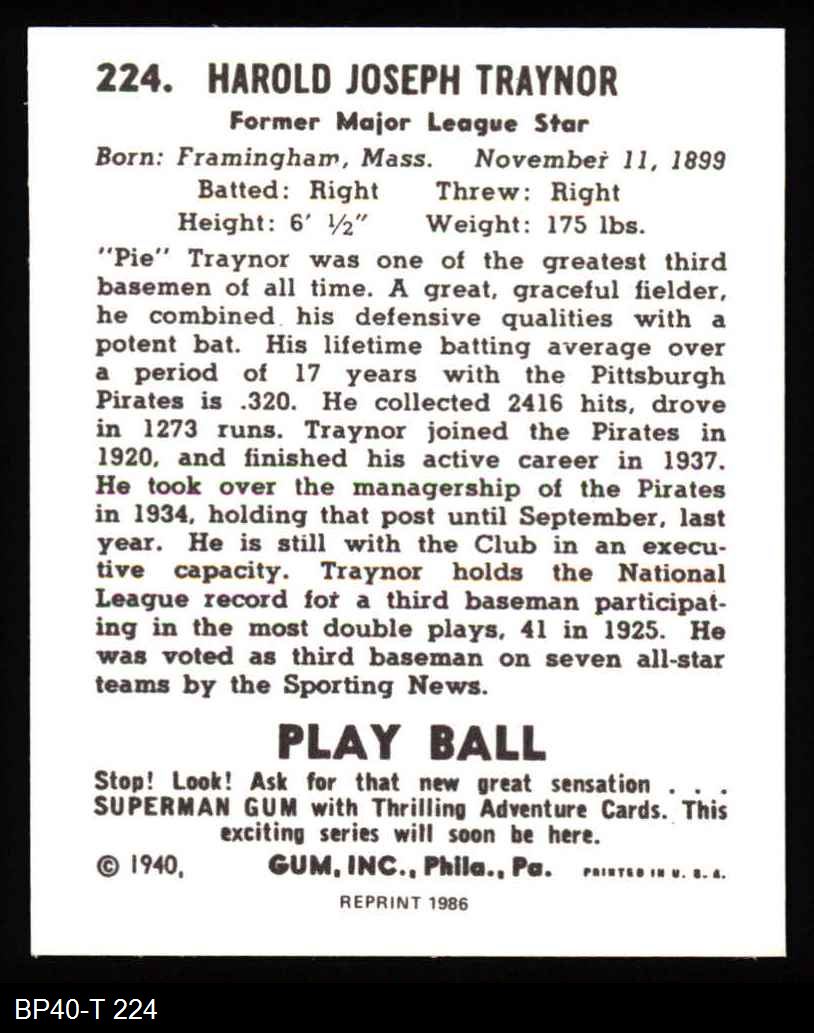 224. HAROLD JOSEPH TRAYNOR
Former Major League Star
Born: Framingham, Mass. November 11, 1899
Batted: Right Threw: Right
Height: 6' ½" Weight: 175 lbs.
"Pie" Traynor was one of the greatest third
basemen of all time. A great, graceful fielder,
he combined his defensive qualities with a
potent bat. His lifetime batting average over
a period of 17 years with the Pittsburgh
Pirates is .320. He collected 2416 hits, drove
in 1273 runs. Traynor joined the Pirates in
1920, and finished his active career in 1937.
He took over the managership of the Pirates
in 1934, holding that post until September, last
year. He is still with the Club in an execu-
tive capacity. Traynor holds the National
League record for a third baseman participat-
ing in the most double plays, 41 in 1925. He
was voted as third baseman on seven all-star
teams by the Sporting News.
PLAY BALL
Stop! Look! Ask for that new great sensation . . .
SUPERMAN GUM with Thrilling Adventure Cards. This
exciting series will soon be here.
© 1940, GUM, INC., Phila., Pa. PRINTED IN U. S. A.
REPRINT 1986
BP40-T 224